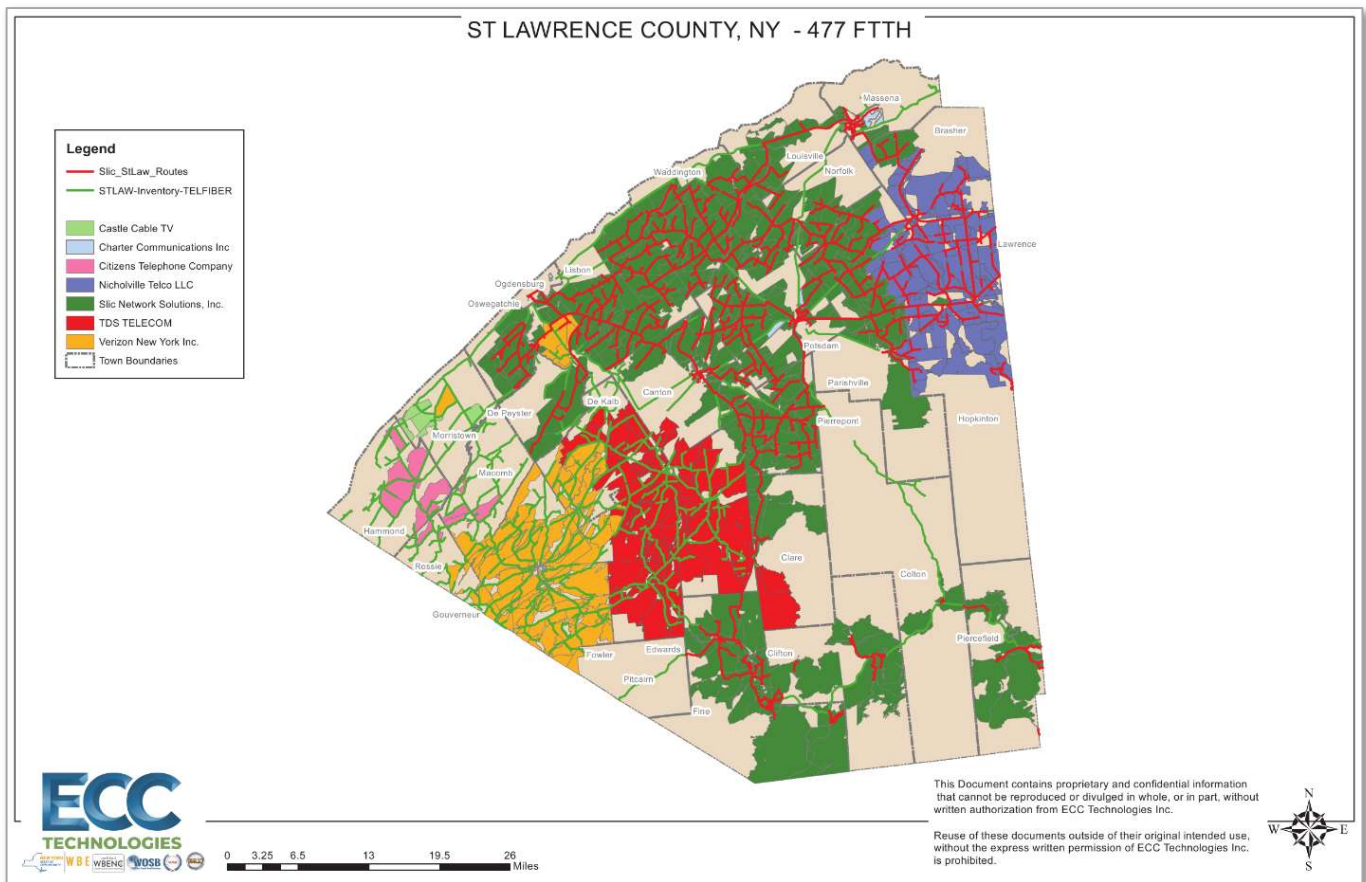 ST LAWRENCE COUNTY, NY - 477 FTTH
Legend
Slic_StLaw_Routes
STLAW-Inventory-TELFIBER
Castle Cable TV
Charter Communications Inc
Citizens Telephone Company
Nicholville Telco LLC
Slic Network Solutions, Inc.
TDS TELECOM
Verizon New York Inc.
Town Boundaries
Massena
Brasher
Louisville
Norfolk
Waddington
Lawrence
Lisbon
Ogdensburg
Oswegatchie
Potsdam
Parishville
Canton
De Kalb
De Peyster
Pierrepont
Hopkinton
Morristown
Macomb
Hammond
Clare
Rossie
Colton
Gouverneur
Piercefield
Edwards
Clifton
Fowler
Pitcairn
Fine
ECC
TECHNOLOGIES
WBE
WBENC
WOSB
0 3.25 6.5 13 19.5 26
Miles
This Document contains proprietary and confidential information
that cannot be reproduced or divulged in whole, or in part, without
written authorization from ECC Technologies Inc.
Reuse of these documents outside of their original intended use,
without the express written permission of ECC Technologies Inc.
is prohibited.
N
W E
S